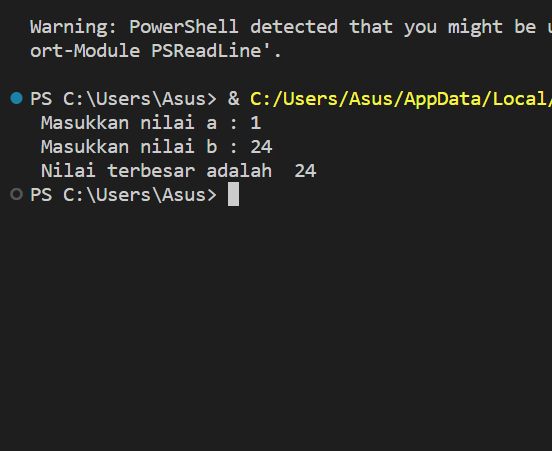 Warning: PowerShell detected that you might be
ort-Module PSReadLine'.
PS C:\Users\Asus> & C:/Users/Asus/AppData/Local/
Masukkan nilai a : 1
Masukkan nilai b : 24
Nilai terbesar adalah  24
PS C:\Users\Asus>